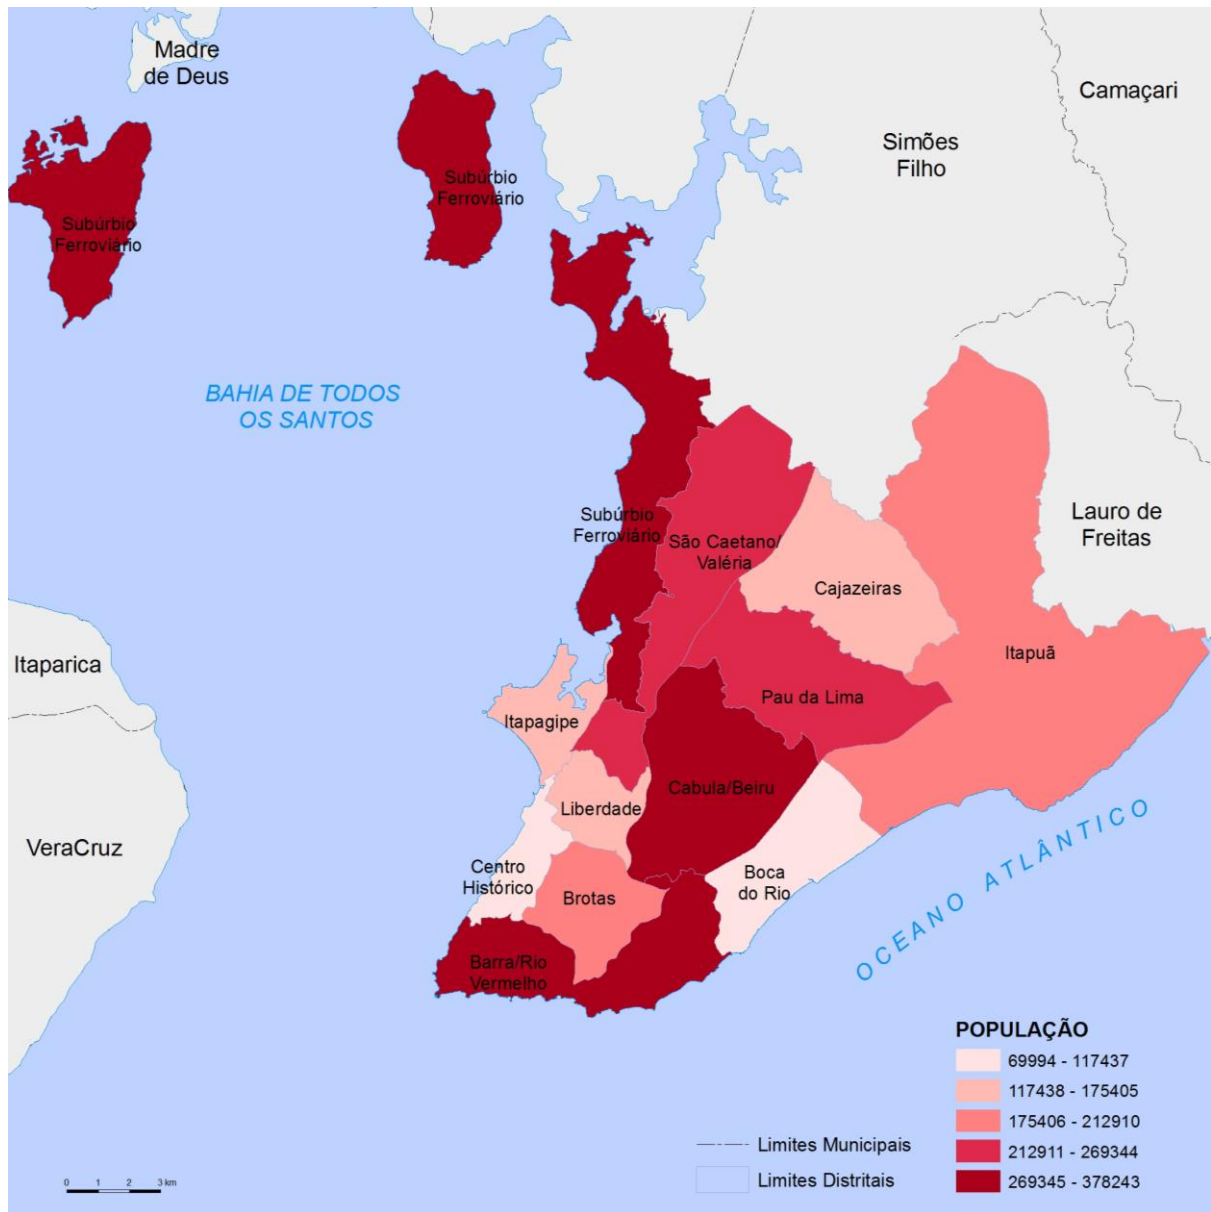 Madre
de Deus
Camaçari
Simões
Filho
Subúrbio
Ferroviário
Subúrbio
Ferroviário
BAHIA DE TODOS
OS SANTOS
Lauro de
Freitas
Subúrbio
Ferroviário
São Caetano/
Valéria
Cajazeiras
Itaparica
Itapuã
Pau da Lima
Itapagipe
Cabula/Beiru
Liberdade
VeraCruz
Centro
Histórico
Boca
do Rio
Brotas
OCEANO ATLÂNTICO
Barra/Rio
Vermelho
POPULAÇÃO
69994 - 117437
117438 - 175405
175406 - 212910
212911 - 269344
269345 - 378243
Limites Municipais
Limites Distritais
0 1 2 3 km